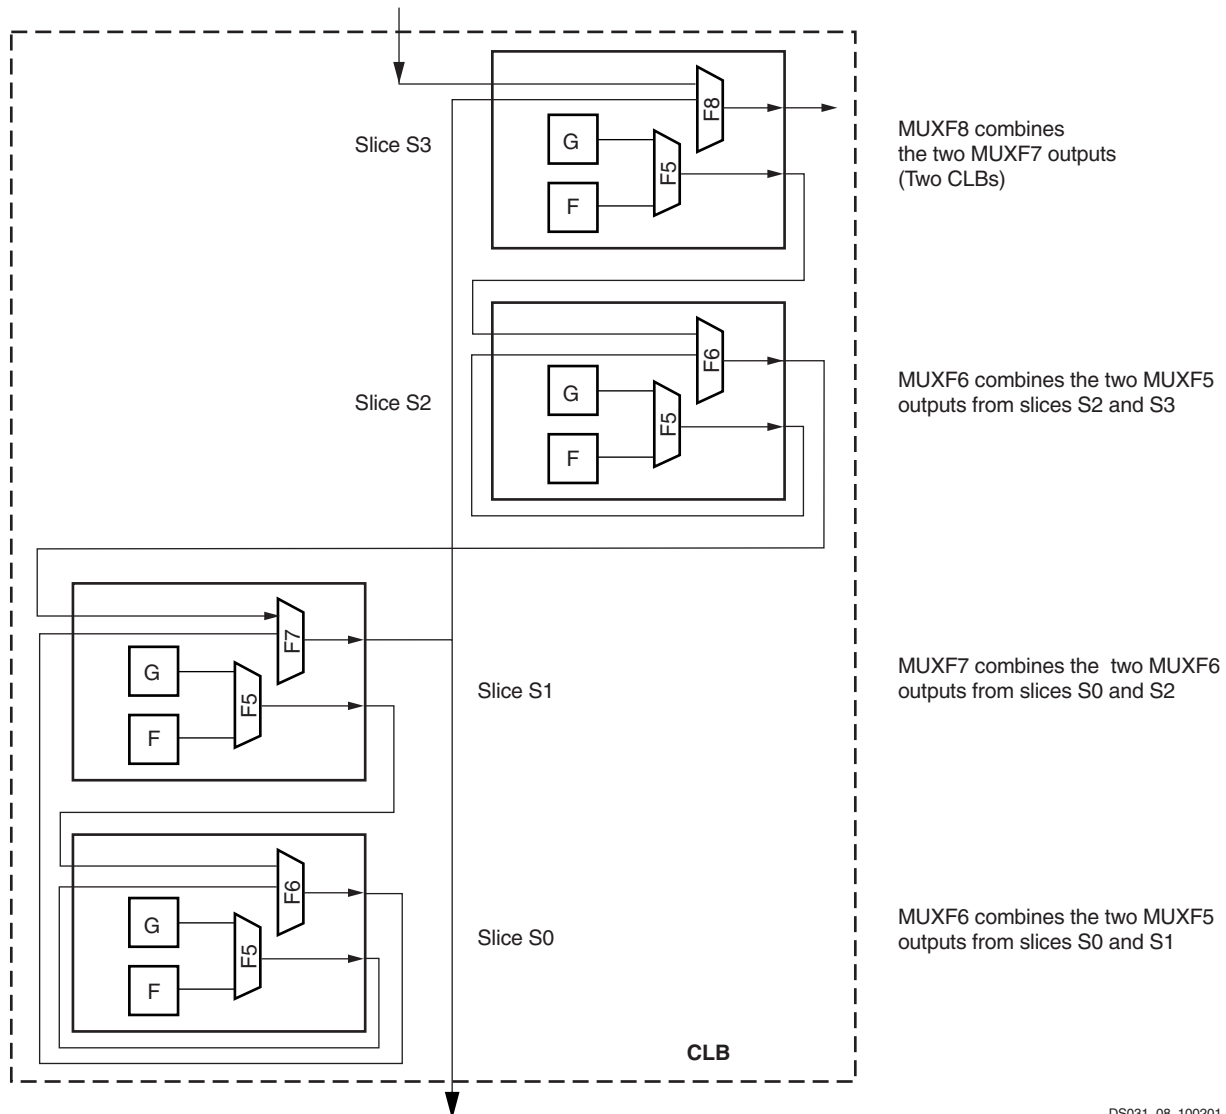 F8
Slice S3
G
F5
F
MUXF8 combines
the two MUXF7 outputs
(Two CLBs)
F6
Slice S2
G
F5
F
MUXF6 combines the two MUXF5
outputs from slices S2 and S3
F7
G
F5
F
Slice S1
MUXF7 combines the two MUXF6
outputs from slices S0 and S2
F6
G
F5
F
Slice S0
MUXF6 combines the two MUXF5
outputs from slices S0 and S1
CLB
DS031_08_100201